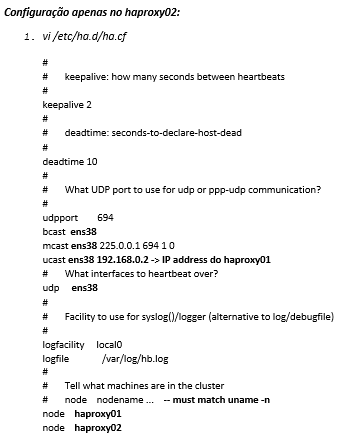 Configuração apenas no haproxy02:
1. vi /etc/ha.d/ha.cf
#
# keepalive: how many seconds between heartbeats
#
keepalive 2
#
# deadtime: seconds-to-declare-host-dead
#
deadtime 10
#
# What UDP port to use for udp or ppp-udp communication?
#
udpport 694
bcast ens38
mcast ens38 225.0.0.1 694 1 0
ucast ens38 192.168.0.2 -> IP address do haproxy01
# What interfaces to heartbeat over?
udp ens38
#
# Facility to use for syslog()/logger (alternative to log/debugfile)
#
logfacility local0
logfile /var/log/hb.log
#
# Tell what machines are in the cluster
# node nodename ... -- must match uname -n
node haproxy01
node haproxy02